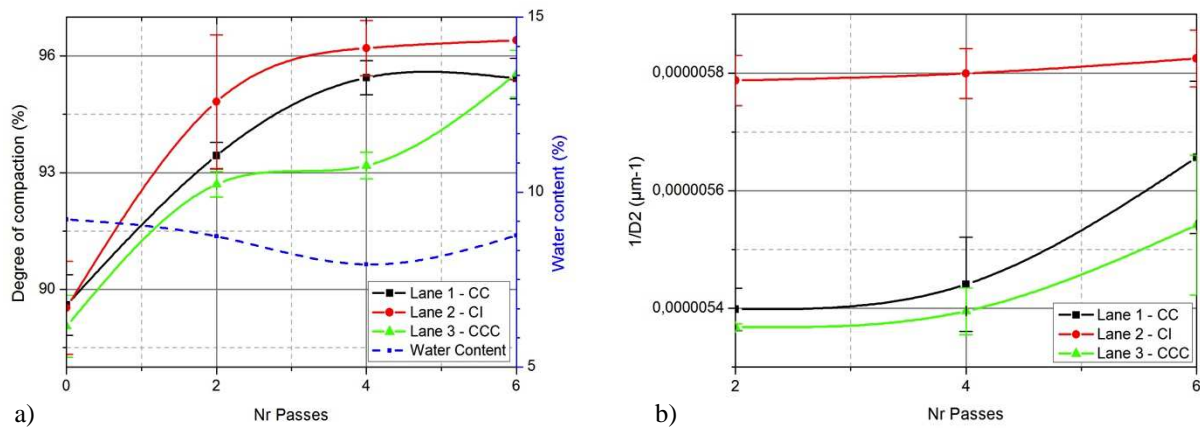 15
96
93
90
10
5
Degree of compaction (%)
Water content (%)
Lane 1 - CC
Lane 2 - CI
Lane 3 - CCC
Water Content
0 2 4 6
Nr Passes
a)
0,0000058
0,0000056
0,0000054
1/D2 (µm-1)
Lane 1 - CC
Lane 2 - CI
Lane 3 - CCC
2 4 6
Nr Passes
b)